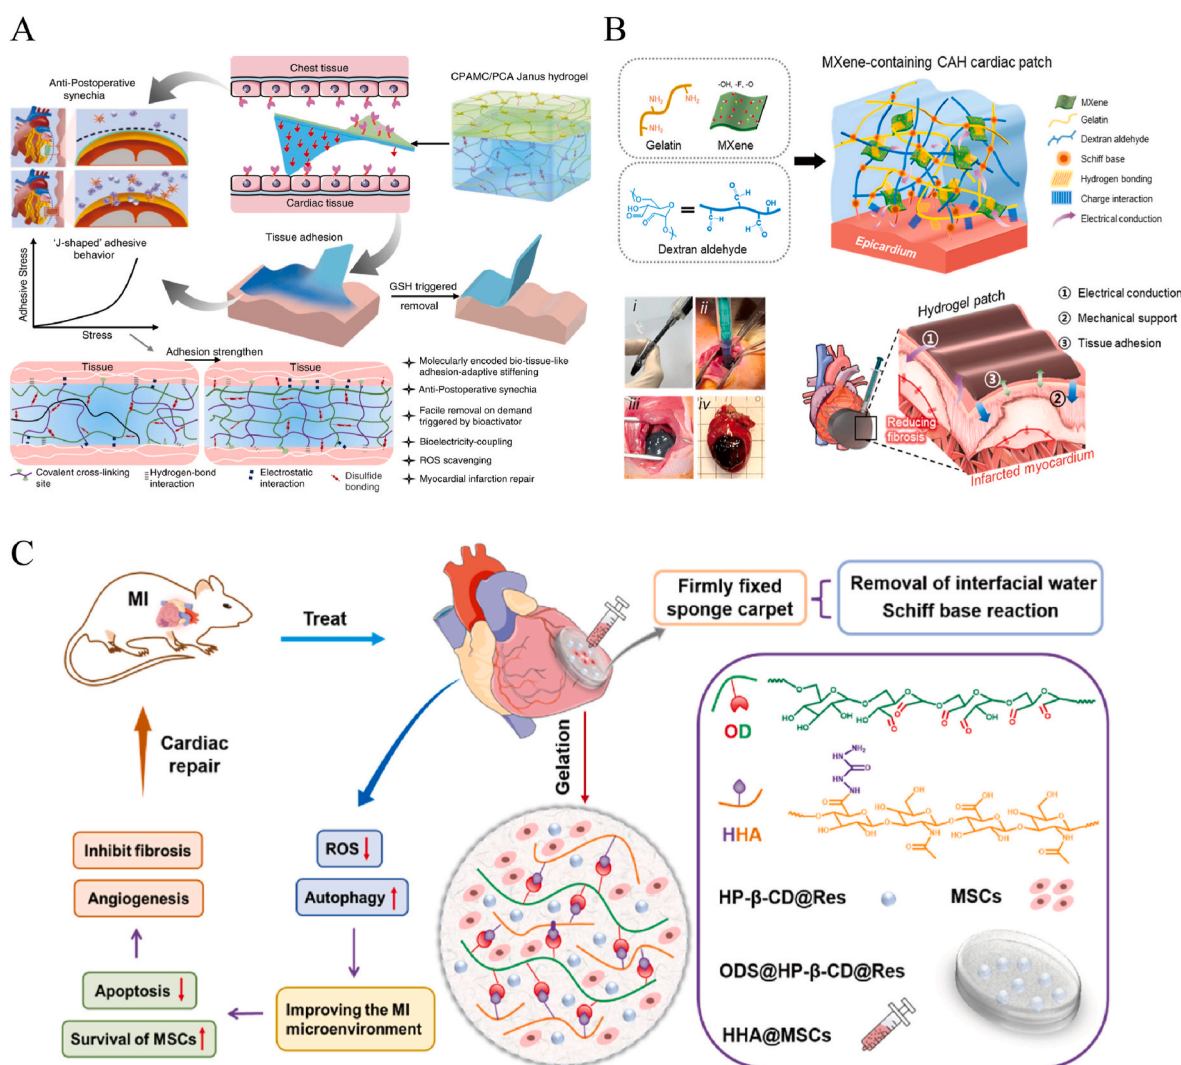 A
Anti-Postoperative
synechia
Chest tissue
CPAMC/PCA Janus hydrogel
Cardiac tissue
'J-shaped' adhesive
behavior
Adhesive Stress
Stress
Tissue adhesion
GSH triggered
removal
Adhesion strengthen
Tissue
Tissue
Molecularly encoded bio-tissue-like
adhesion-adaptive stiffening
Anti-Postoperative synechia
Facile removal on demand
triggered by bioactivator
Bioelectricity-coupling
ROS scavenging
Myocardial infarction repair
Covalent cross-linking
site
Hydrogen-bond
interaction
Electrostatic
interaction
Disulfide
bonding
B
MXene-containing CAH cardiac patch
NH2
NH2
NH2
Gelatin
-OH, -F, -O
MXene
Dextran aldehyde
MXene
Gelatin
Dextran aldehyde
Schiff base
Hydrogen bonding
Charge interaction
Electrical conduction
Epicardium
i
ii
iii
iv
Hydrogel patch
① Electrical conduction
② Mechanical support
③ Tissue adhesion
①
③
②
Reducing
fibrosis
Infarcted myocardium
C
MI
Treat
Firmly fixed
sponge carpet
Removal of interfacial water
Schiff base reaction
Cardiac
repair
Gelation
Inhibit fibrosis
Angiogenesis
ROS
Autophagy
Apoptosis
Survival of MSCs
Improving the MI
microenvironment
OD
HHA
HP-β-CD@Res
MSCs
ODS@HP-β-CD@Res
HHA@MSCs